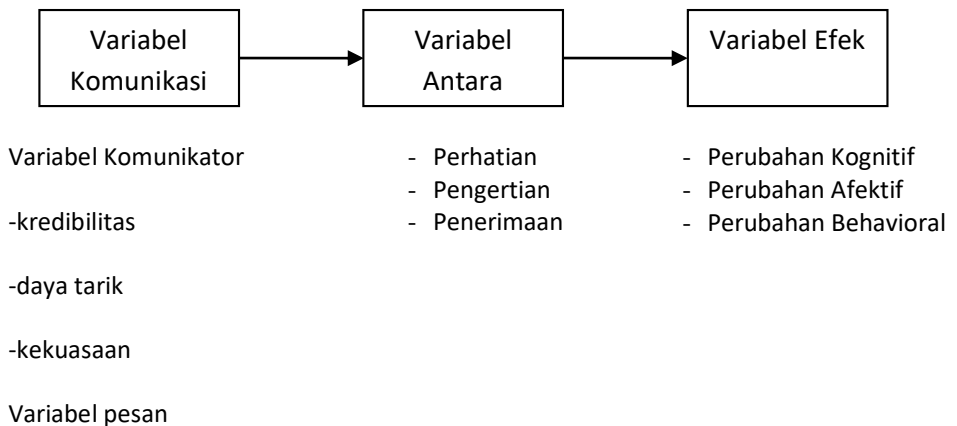 Variabel
Komunikasi
Variabel
Antara
Variabel Efek
Variabel Komunikator
-kredibilitas
-daya tarik
-kekuasaan
Variabel pesan
- Perhatian
- Pengertian
- Penerimaan
- Perubahan Kognitif
- Perubahan Afektif
- Perubahan Behavioral